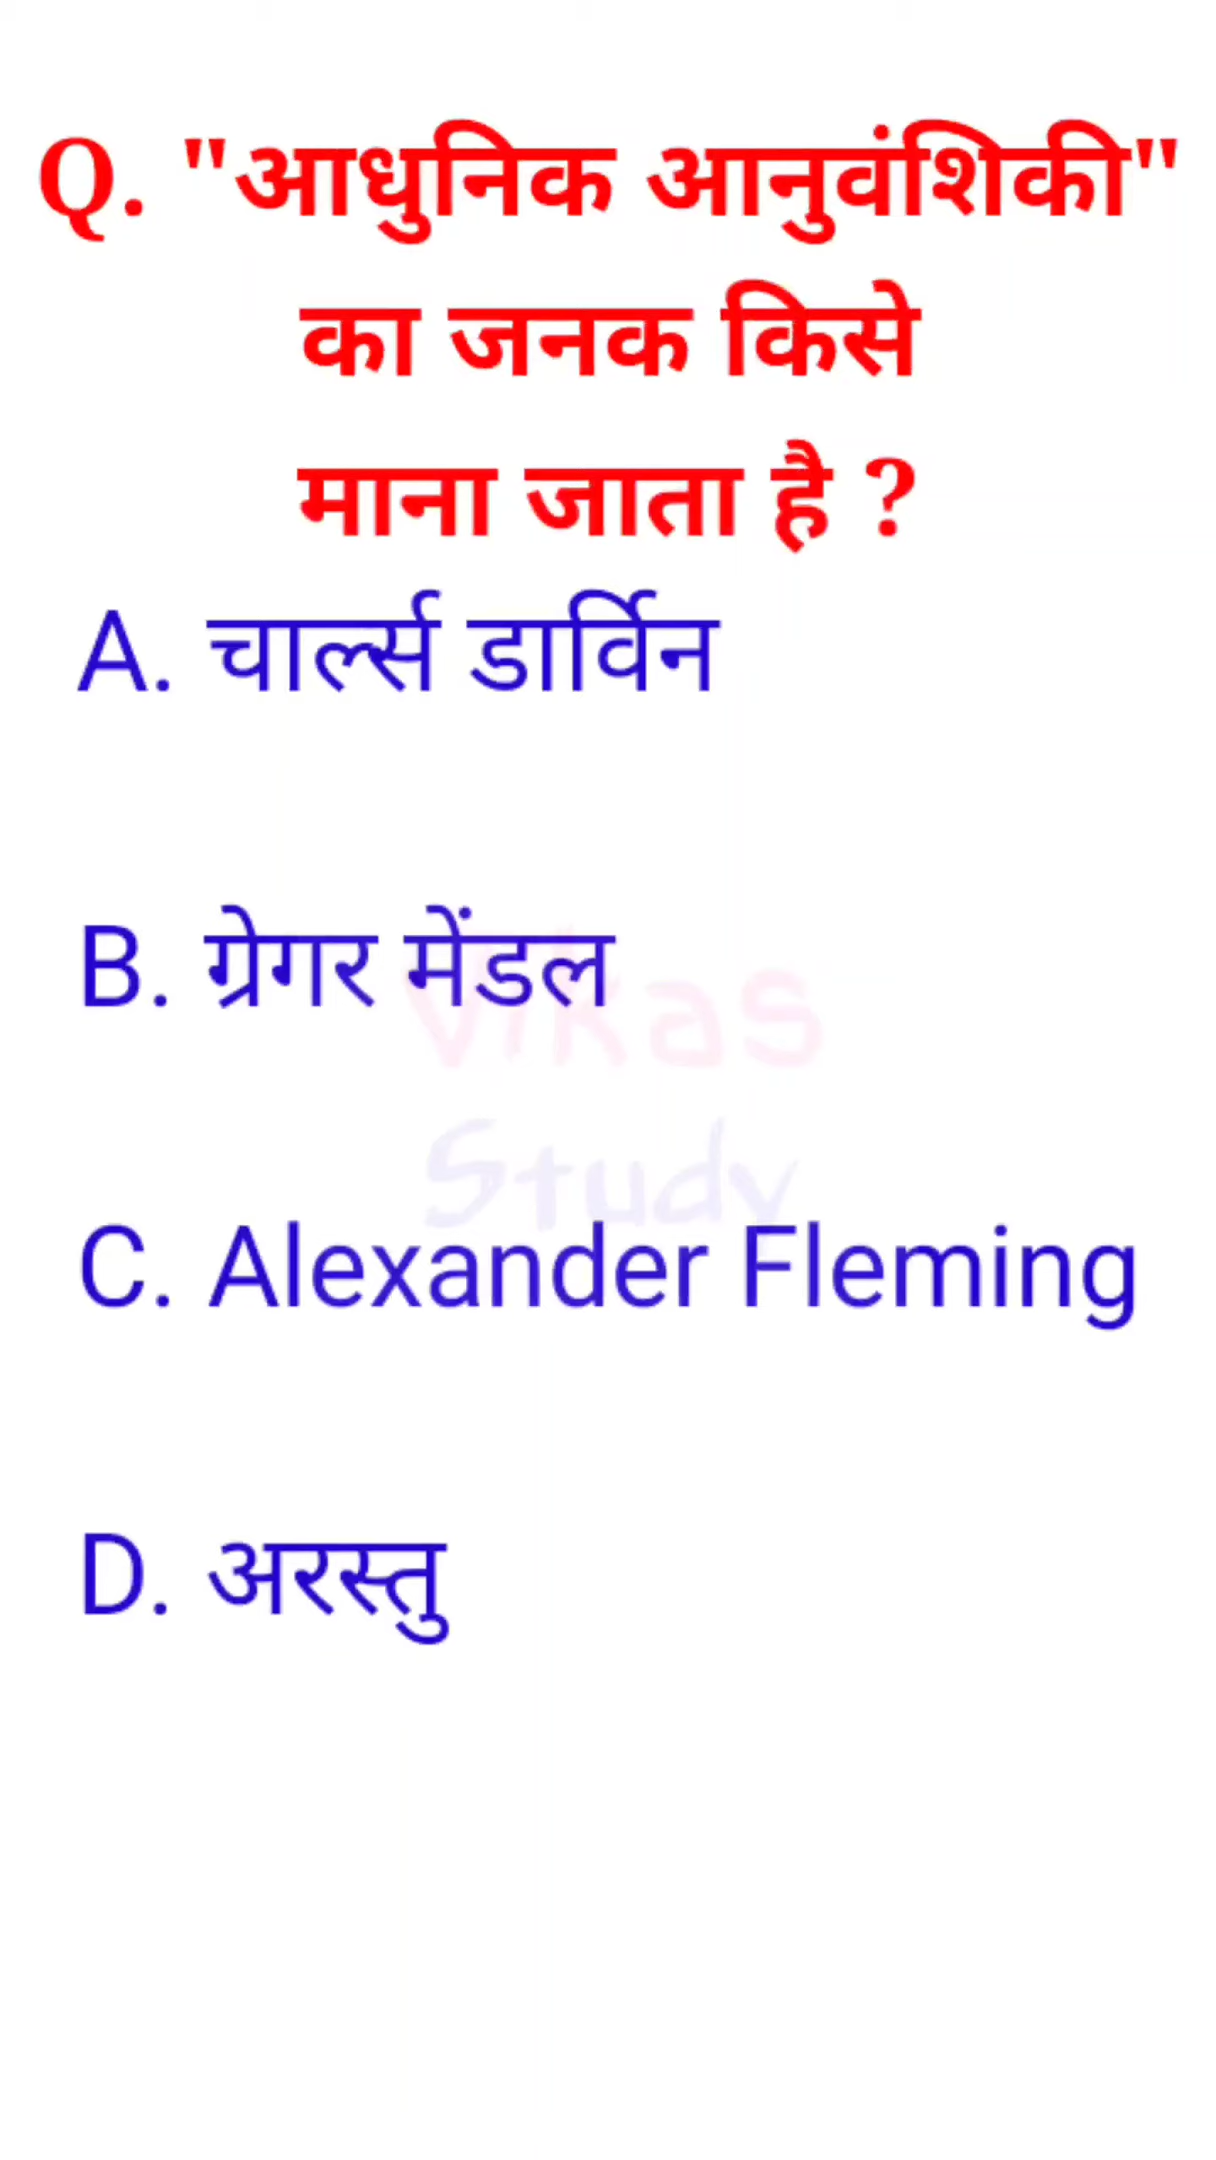 Q. "आधुनिक आनुवंशिकी"
का जनक किसे
माना जाता है ?
A. चार्ल्स डार्विन
B. ग्रेगर मेंडल
Vikas
Study
C. Alexander Fleming
D. अरस्तु